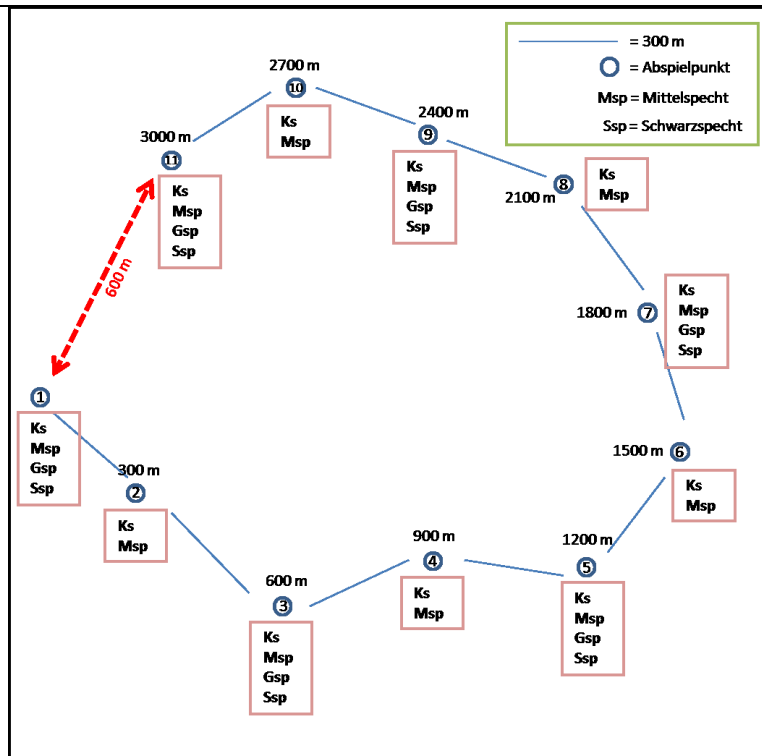 = 300 m
= Abspielpunkt
Msp = Mittelspecht
Ssp = Schwarzspecht
2700 m
10
Ks
Msp
2400 m
9
Ks
Msp
Gsp
Ssp
3000 m
11
Ks
Msp
Gsp
Ssp
8
2100 m
Ks
Msp
600 m
1800 m
7
Ks
Msp
Gsp
Ssp
1
Ks
Msp
Gsp
Ssp
300 m
2
Ks
Msp
1500 m
6
Ks
Msp
900 m
4
Ks
Msp
1200 m
5
Ks
Msp
Gsp
Ssp
600 m
3
Ks
Msp
Gsp
Ssp